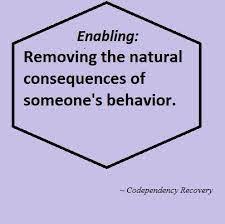 Enabling:
Removing the natural
consequences of
someone's behavior.
~ Codependency Recovery